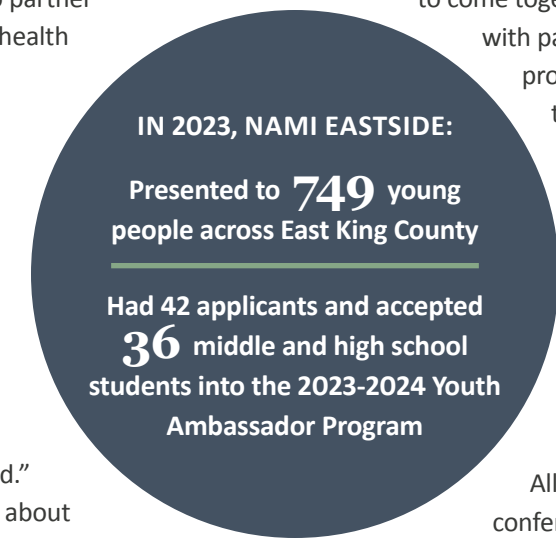 partner
health
to come toge
with pa
pro
IN 2023, NAMI EASTSIDE:
Presented to 749 young
people across East King County
Had 42 applicants and accepted
36 middle and high school
students into the 2023-2024 Youth
Ambassador Program
d.”
about
All
confer